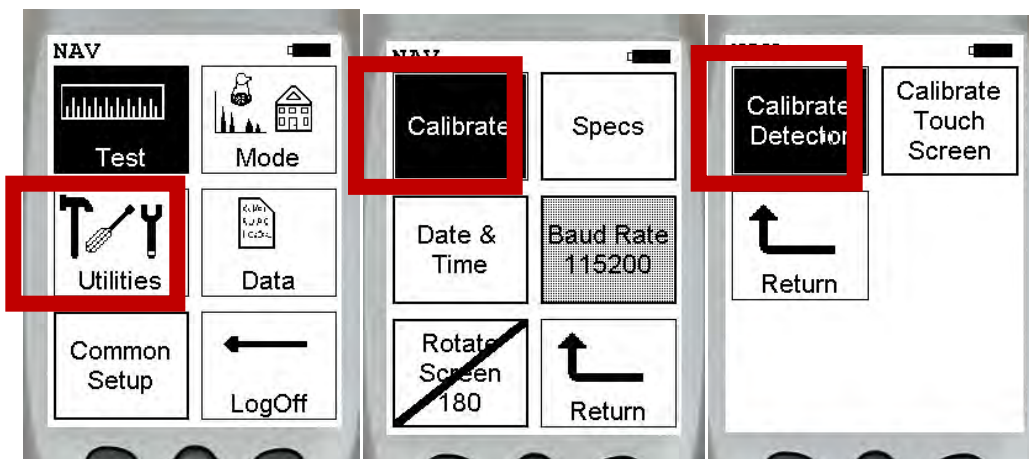 NAV
Test
Mode
Utilities
Data
Common
Setup
LogOff
NAV
Calibrate
Specs
Date &
Time
Baud Rate
115200
Rotate
Screen
180
Return
Calibrate
Detector
Calibrate
Touch
Screen
Return